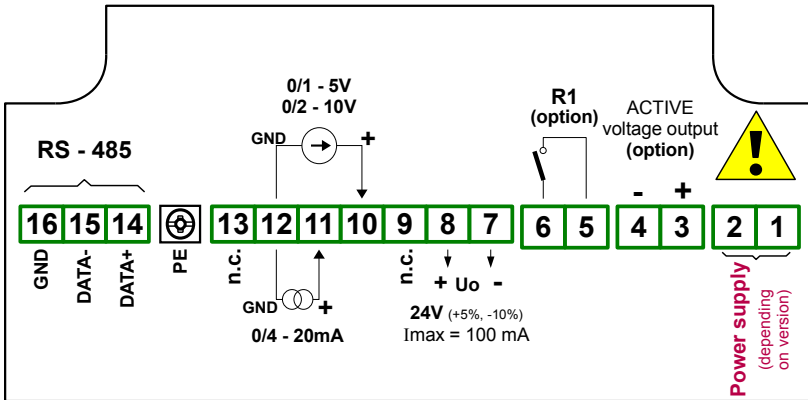 0/1 - 5V
0/2 - 10V
GND
+
R1
(option)
ACTIVE
voltage output
(option)
- +
!
RS - 485
16 15 14 13 12 11 10 9 8 7 6 5 4 3 2 1
GND
DATA-
DATA+
PE
n.c.
GND
+
0/4 - 20mA
n.c.
+ Uo -
24V (+5%, -10%)
Imax = 100 mA
Power supply
(depending
on version)